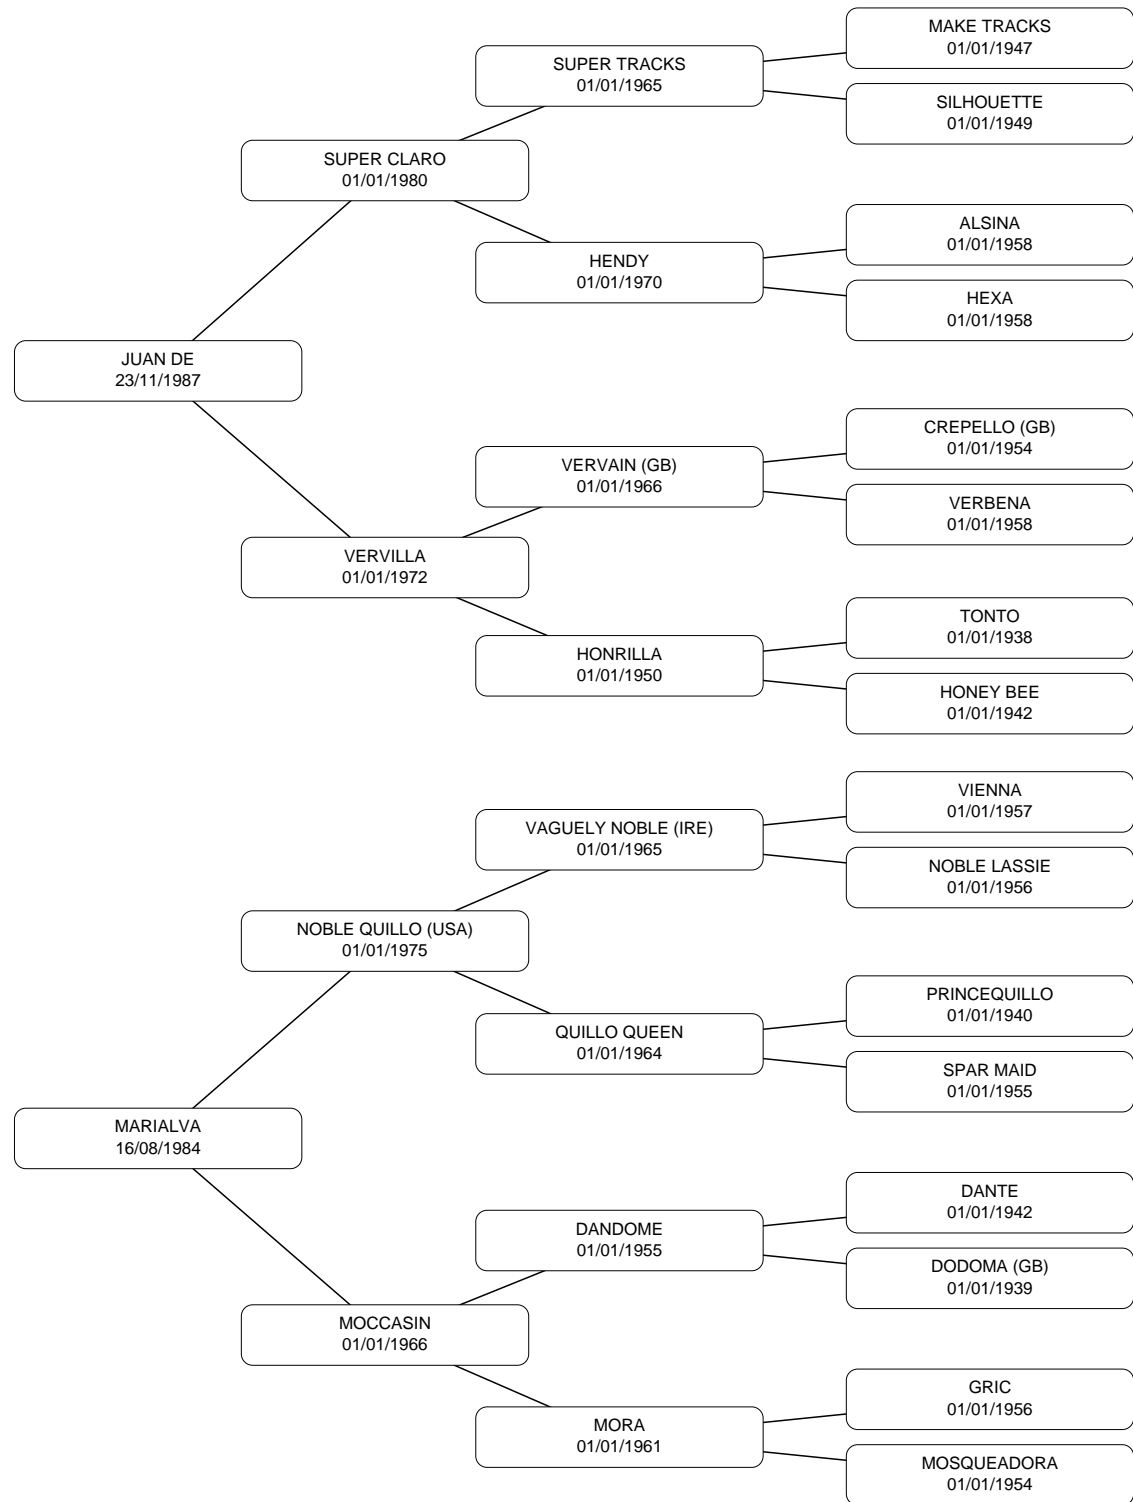 MAKE TRACKS
01/01/1947
SUPER TRACKS
01/01/1965
SILHOUETTE
01/01/1949
SUPER CLARO
01/01/1980
ALSINA
01/01/1958
HENDY
01/01/1970
HEXA
01/01/1958
JUAN DE
23/11/1987
CREPELLO (GB)
01/01/1954
VERVAIN (GB)
01/01/1966
VERBENA
01/01/1958
VERVILLA
01/01/1972
TONTO
01/01/1938
HONRILLA
01/01/1950
HONEY BEE
01/01/1942
VIENNA
01/01/1957
VAGUELY NOBLE (IRE)
01/01/1965
NOBLE LASSIE
01/01/1956
NOBLE QUILLO (USA)
01/01/1975
PRINCEQUILLO
01/01/1940
QUILLO QUEEN
01/01/1964
SPAR MAID
01/01/1955
MARIALVA
16/08/1984
DANTE
01/01/1942
DANDOME
01/01/1955
DODOMA (GB)
01/01/1939
MOCCASIN
01/01/1966
GRIC
01/01/1956
MORA
01/01/1961
MOSQUEADORA
01/01/1954